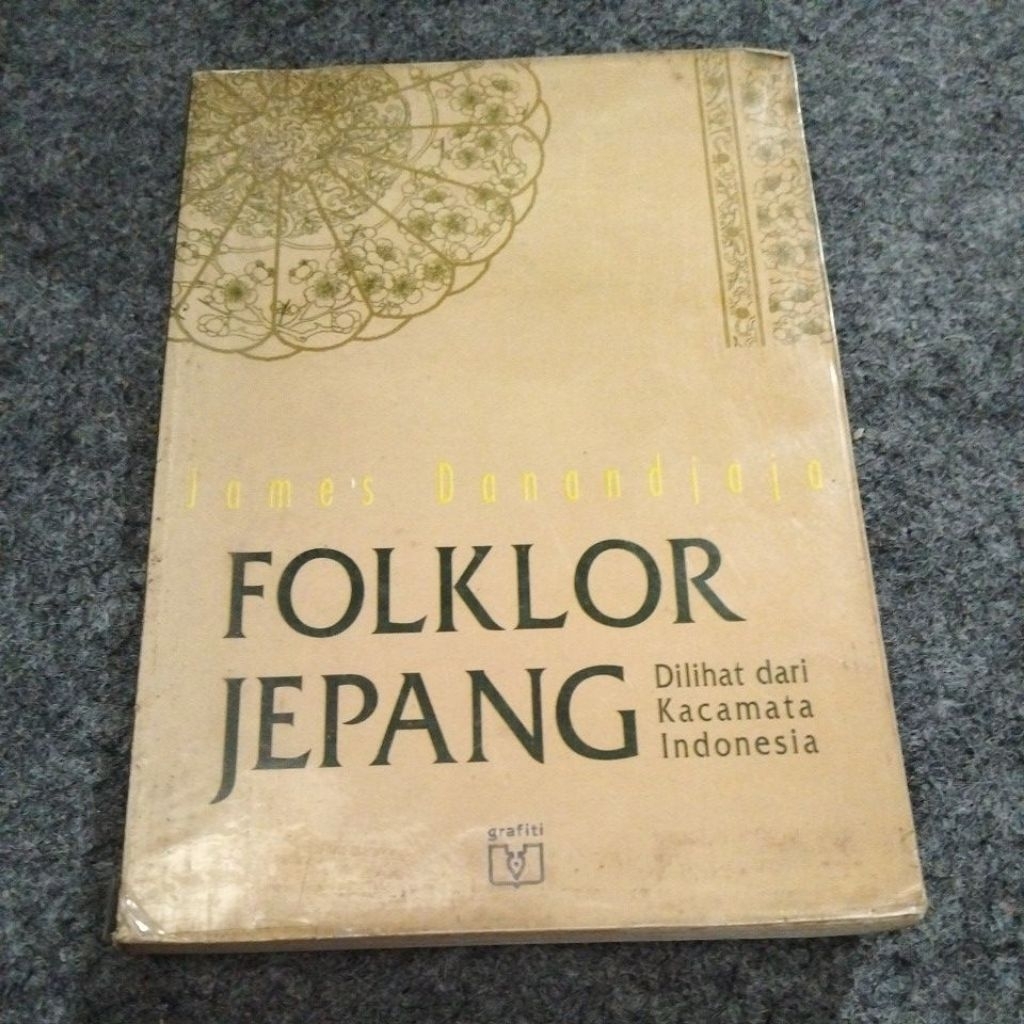 James Danandjaja
FOLKLOR
JEPANG
Dilihat dari
Kacamata
Indonesia
grafiti